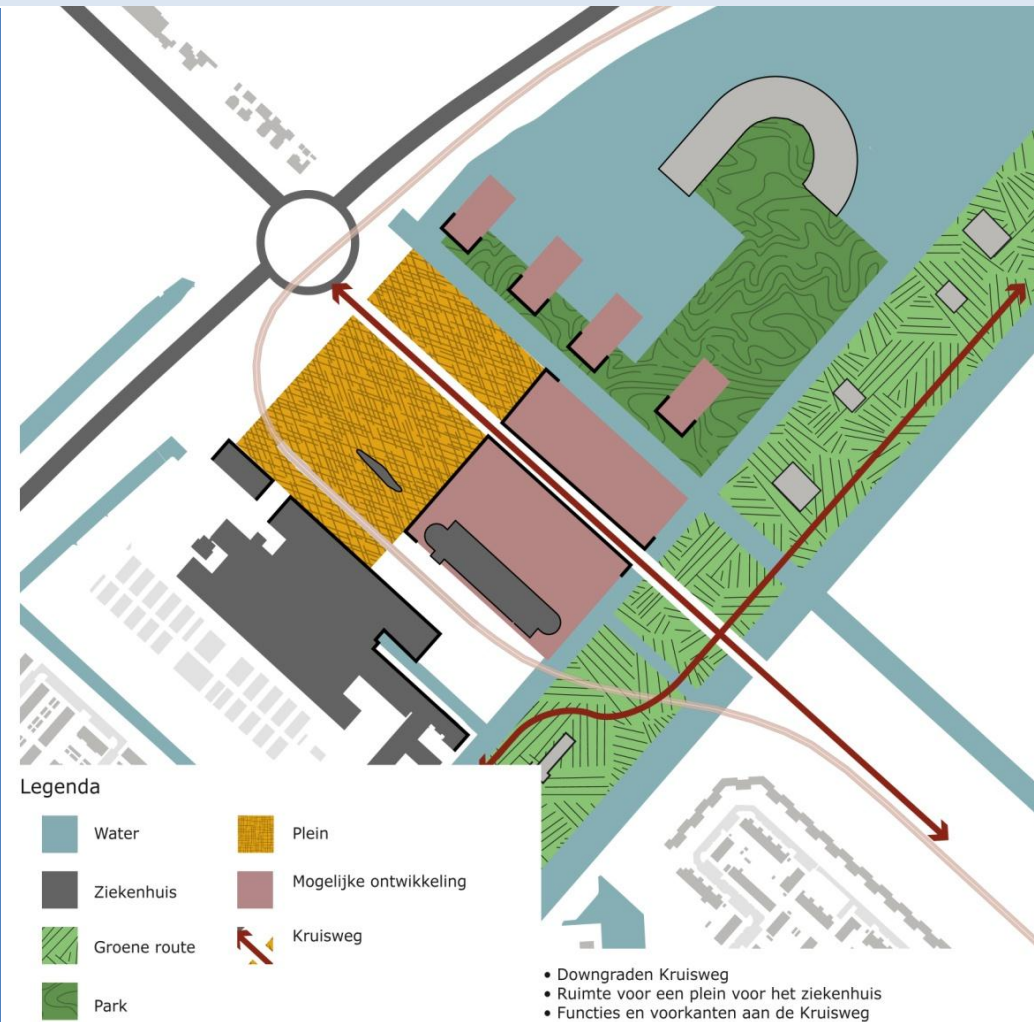 Legenda
Water
Ziekenhuis
Groene route
Park
Plein
Mogelijke ontwikkeling
Kruisweg
• Downgraden Kruisweg
• Ruimte voor een plein voor het ziekenhuis
• Functies en voorkanten aan de Kruisweg